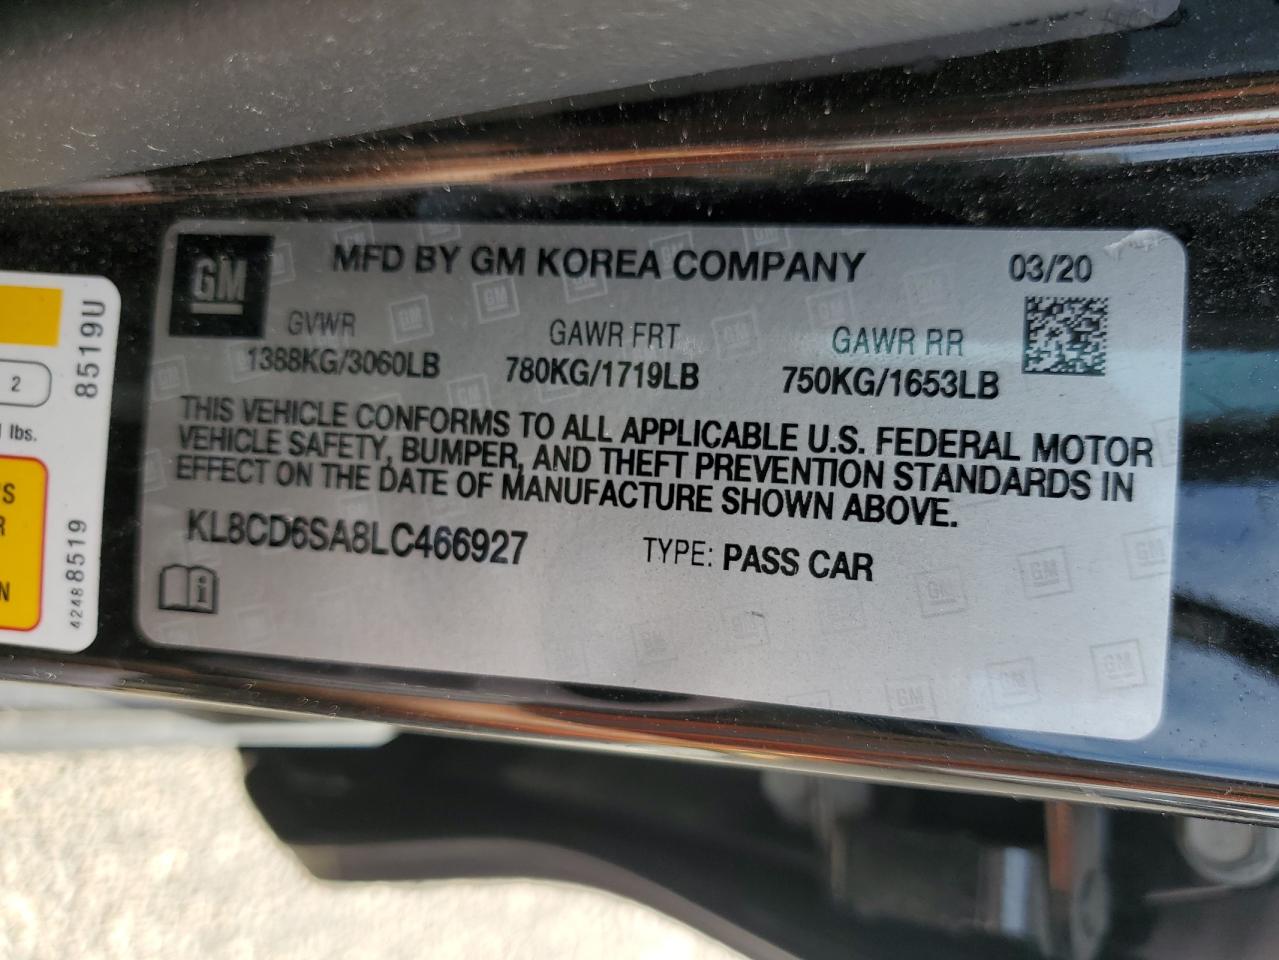 GM
MFD BY GM KOREA COMPANY
03/20
GVWR
GAWR FRT
GAWR RR
1388KG/3060LB
780KG/1719LB
750KG/1653LB
THIS VEHICLE CONFORMS TO ALL APPLICABLE U.S. FEDERAL MOTOR
VEHICLE SAFETY, BUMPER, AND THEFT PREVENTION STANDARDS IN
EFFECT ON THE DATE OF MANUFACTURE SHOWN ABOVE.
KL8CD6SA8LC466927
TYPE: PASS CAR
8519U
2
lbs.
42488519